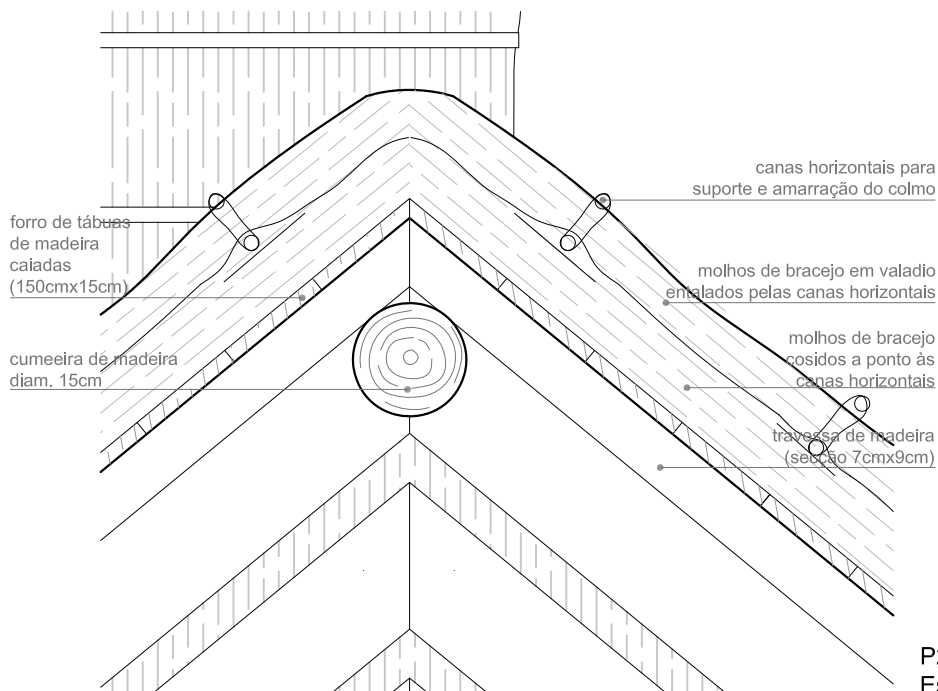 canas horizontais para
suporte e amarração do colmo
forro de tábuas
de madeira
caiadas
(150cmx15cm)
molhos de bracejo em valadio
entalados pelas canas horizontais
molhos de bracejo
cosidos a ponto às
canas horizontais
cumeeira de madeira
diam. 15cm
travessa de madeira
(secção 7cmx9cm)